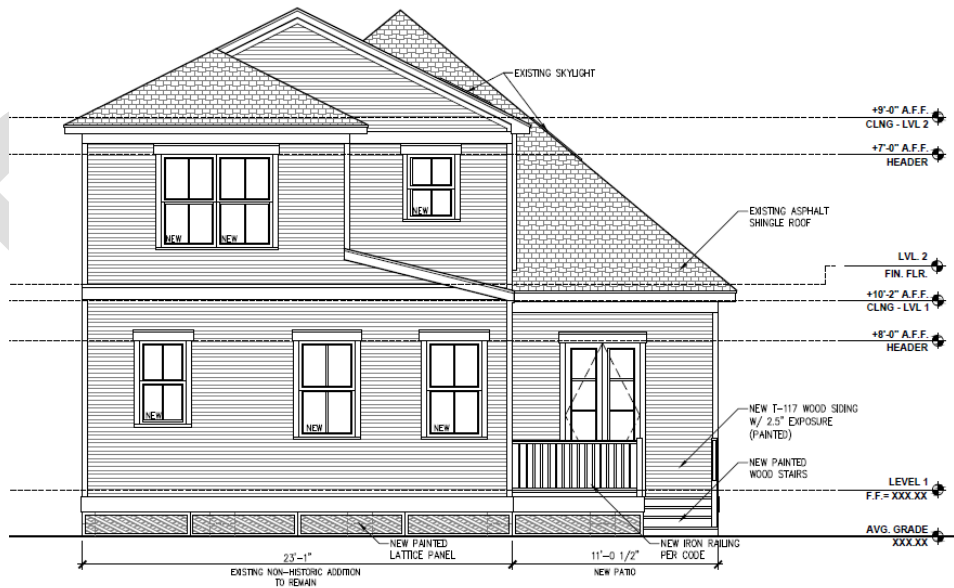 EXISTING SKYLIGHT
+9'-0" A.F.F.
CLNG - LVL 2
+7'-0" A.F.F.
HEADER
NEW
NEW
NEW
EXISTING ASPHALT
SHINGLE ROOF
LVL. 2
FIN. FLR.
+10'-2" A.F.F.
CLNG - LVL 1
+8'-0" A.F.F.
HEADER
NEW
NEW
NEW
NEW T-117 WOOD SIDING
W/ 2.5" EXPOSURE
(PAINTED)
NEW PAINTED
WOOD STAIRS
LEVEL 1
F.F.= XXX.XX
AVG. GRADE
XXX.XX
NEW PAINTED
LATTICE PANEL
NEW IRON RAILING
PER CODE
23'-1"
EXISTING NON-HISTORIC ADDITION
TO REMAIN
11'-0 1/2"
NEW PATIO